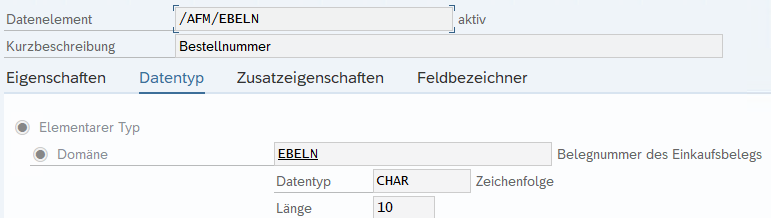 Datenelement /AFM/EBELN aktiv
Kurzbeschreibung Bestellnummer
Eigenschaften Datentyp Zusatzeigenschaften Feldbezeichner
Elementarer Typ
Domäne EBELN Belegnummer des Einkaufsbelegs
Datentyp CHAR Zeichenfolge
Länge 10